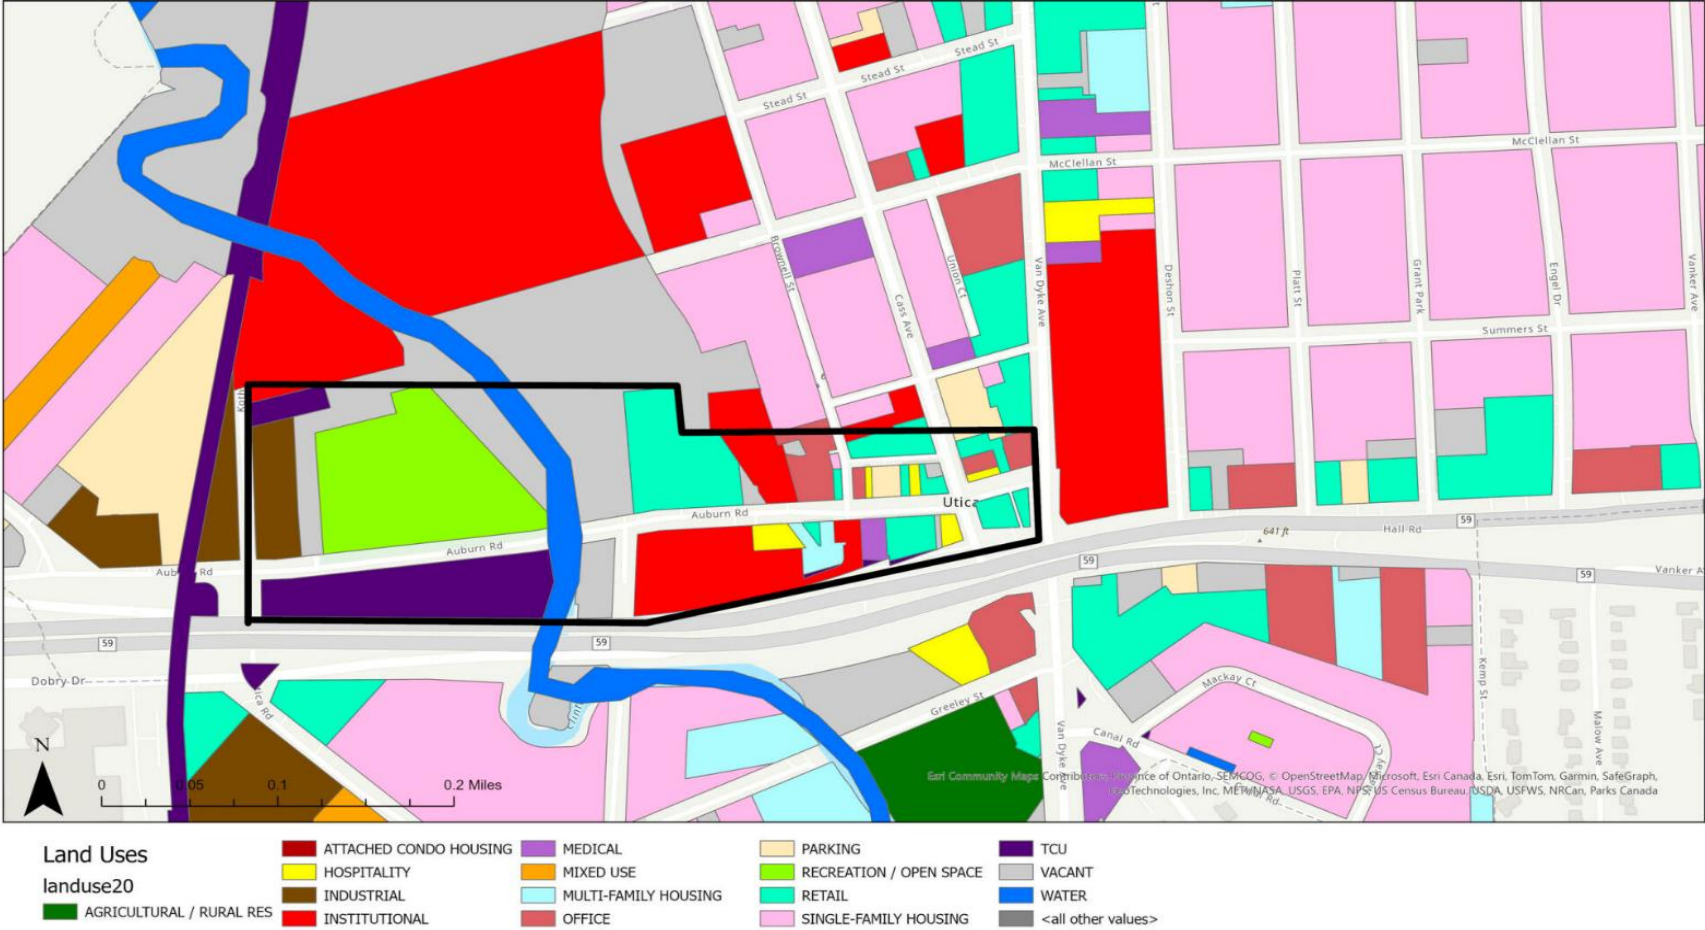 Stead St
Stead St
Stead St
McClellan St
McClellan St
Brownell St
Union Ct
Cass Ave
Van Dyke Ave
Deshon St
Platt St
Grant Park
Engel Dr
Vanker Ave
Summers St
Utica
Auburn Rd
Auburn Rd
Rd
Hall Rd
641 ft
59
59
59
59
59
Vanker A
Dobry Dr
ica Rd
Clint
Greeley St
Mackay Ct
Canal Rd
Van Dyke Ave
Kemp St
Malow Ave
N
0 0.05 0.1 0.2 Miles
Esri Community Maps Contributors, Province of Ontario, SEMCOG, © OpenStreetMap, Microsoft, Esri Canada, Esri, TomTom, Garmin, SafeGraph,
GeoTechnologies, Inc, METI/NASA, USGS, EPA, NPS, US Census Bureau, USDA, USFWS, NRCan, Parks Canada
Land Uses
landuse20
AGRICULTURAL / RURAL RES
ATTACHED CONDO HOUSING
HOSPITALITY
INDUSTRIAL
INSTITUTIONAL
MEDICAL
MIXED USE
MULTI-FAMILY HOUSING
OFFICE
PARKING
RECREATION / OPEN SPACE
RETAIL
SINGLE-FAMILY HOUSING
TCU
VACANT
WATER
<all other values>